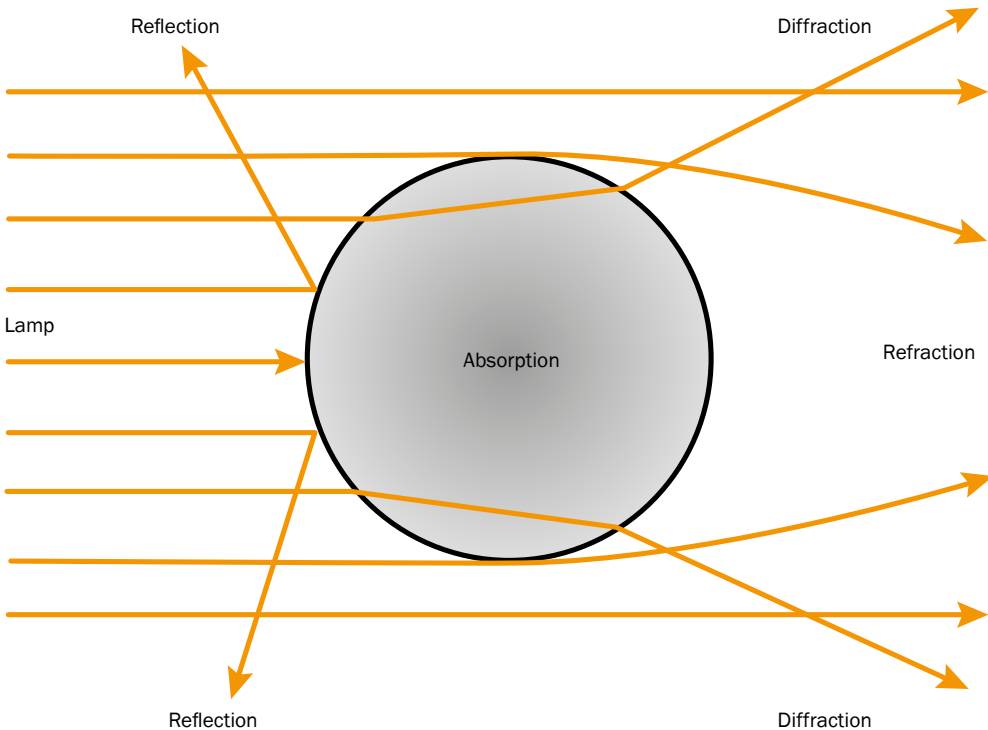 Reflection
Diffraction
Lamp
Absorption
Refraction
Reflection
Diffraction